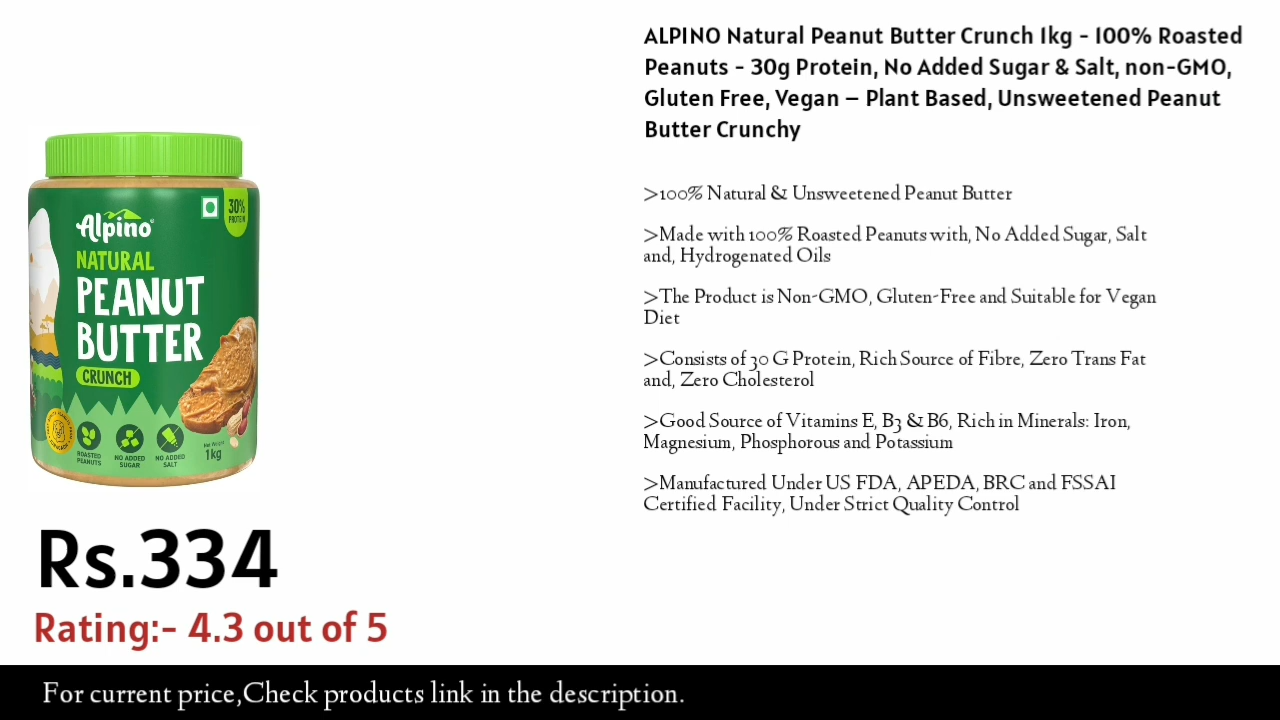 ALPINO Natural Peanut Butter Crunch 1kg - 100% Roasted
Peanuts - 30g Protein, No Added Sugar & Salt, non-GMO,
Gluten Free, Vegan – Plant Based, Unsweetened Peanut
Butter Crunchy
>100% Natural & Unsweetened Peanut Butter
>Made with 100% Roasted Peanuts with, No Added Sugar, Salt
and, Hydrogenated Oils
>The Product is Non-GMO, Gluten-Free and Suitable for Vegan
Diet
>Consists of 30 G Protein, Rich Source of Fibre, Zero Trans Fat
and, Zero Cholesterol
>Good Source of Vitamins E, B3 & B6, Rich in Minerals: Iron,
Magnesium, Phosphorous and Potassium
>Manufactured Under US FDA, APEDA, BRC and FSSAI
Certified Facility, Under Strict Quality Control
30%
PROTEIN
Alpino
NATURAL
PEANUT
BUTTER
CRUNCH
ROASTED
PEANUTS
NO ADDED
SUGAR
NO ADDED
SALT
Net Weight
1kg
Rs.334
Rating:- 4.3 out of 5
For current price,Check products link in the description.